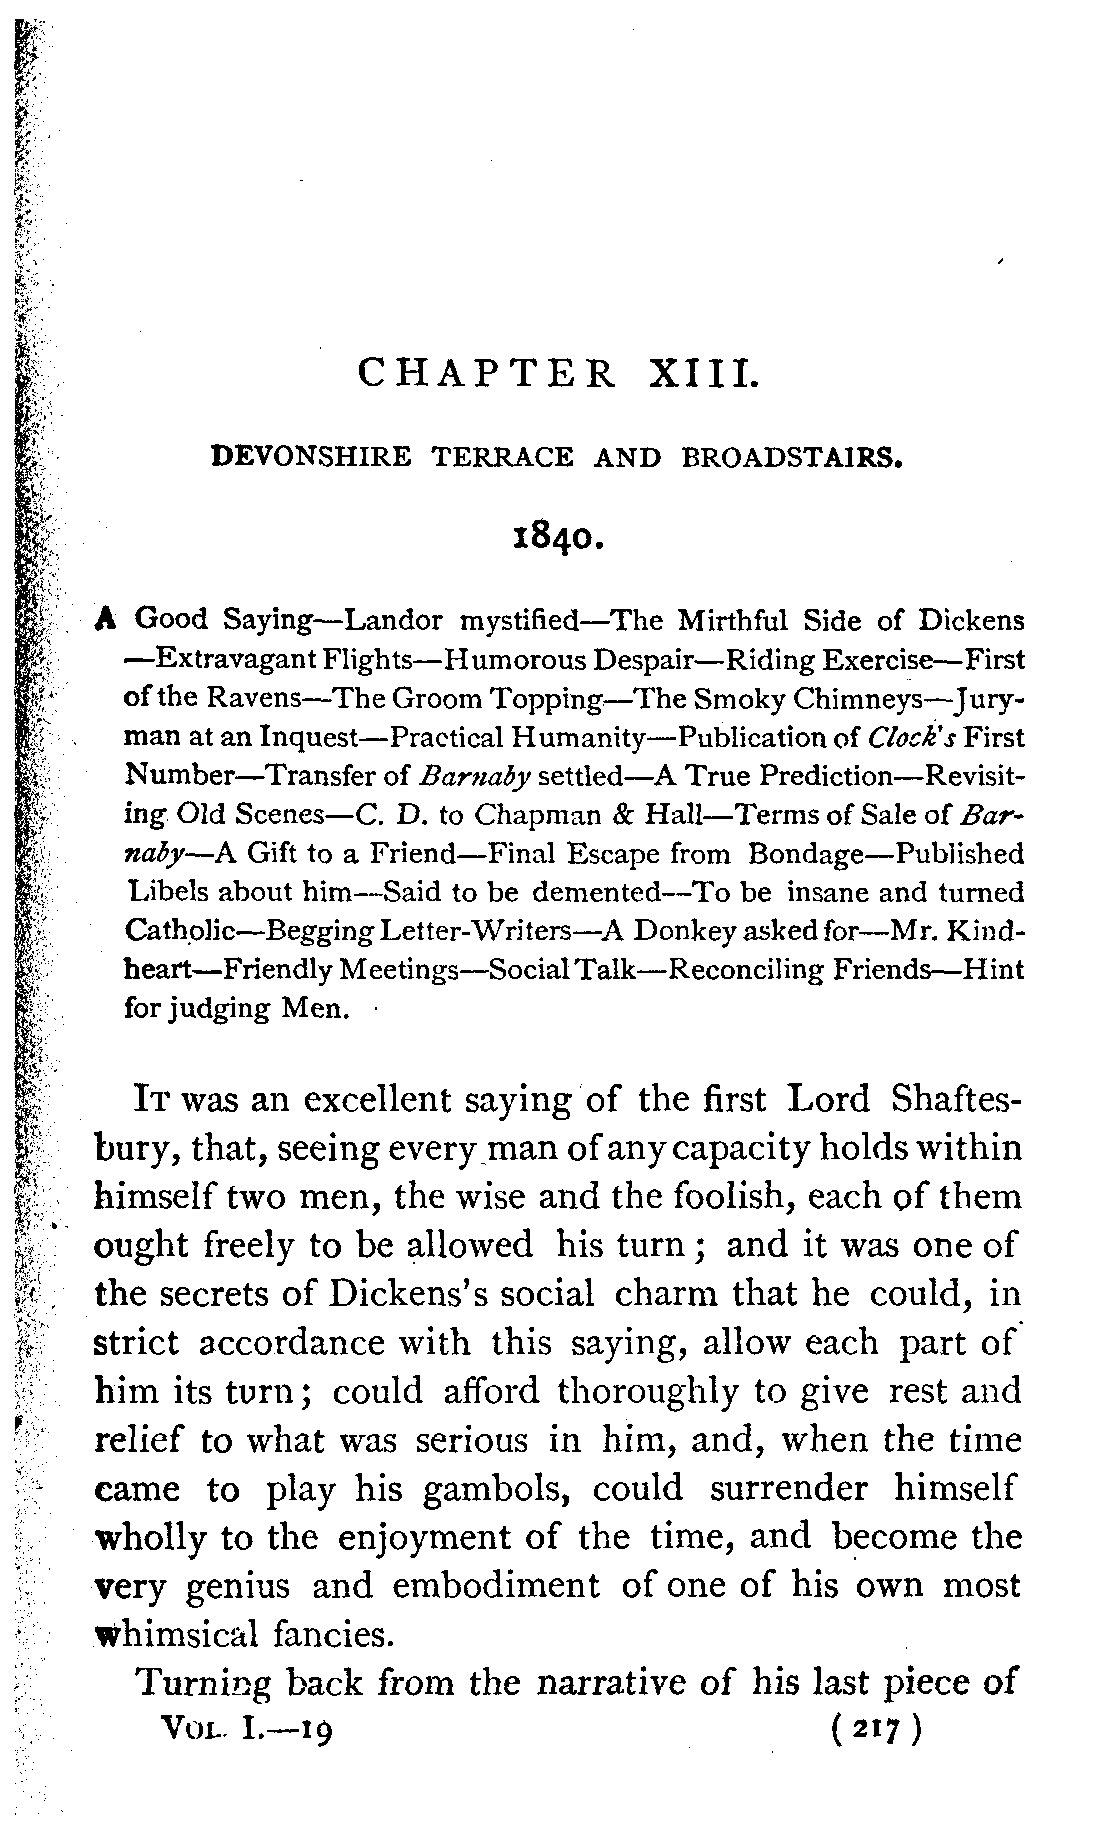 CHAPTER XIII.
DEVONSHIRE TERRACE AND BROADSTAIRS.
1840.
A Good Saying—Landor mystified—The Mirthful Side of Dickens
—Extravagant Flights—Humorous Despair—Riding Exercise—First
of the Ravens—The Groom Topping—The Smoky Chimneys—Jury-
man at an Inquest—Practical Humanity—Publication of Clock's First
Number—Transfer of Barnaby settled—A True Prediction—Revisit-
ing Old Scenes—C. D. to Chapman & Hall—Terms of Sale of Bar-
naby—A Gift to a Friend—Final Escape from Bondage—Published
Libels about him—Said to be demented—To be insane and turned
Catholic—Begging Letter-Writers—A Donkey asked for—Mr. Kind-
heart—Friendly Meetings—Social Talk—Reconciling Friends—Hint
for judging Men.
IT was an excellent saying of the first Lord Shaftes-
bury, that, seeing every man of any capacity holds within
himself two men, the wise and the foolish, each of them
ought freely to be allowed his turn; and it was one of
the secrets of Dickens's social charm that he could, in
strict accordance with this saying, allow each part of
him its turn; could afford thoroughly to give rest and
relief to what was serious in him, and, when the time
came to play his gambols, could surrender himself
wholly to the enjoyment of the time, and become the
very genius and embodiment of one of his own most
whimsical fancies.
Turning back from the narrative of his last piece of
VOL. I.—19 (217)